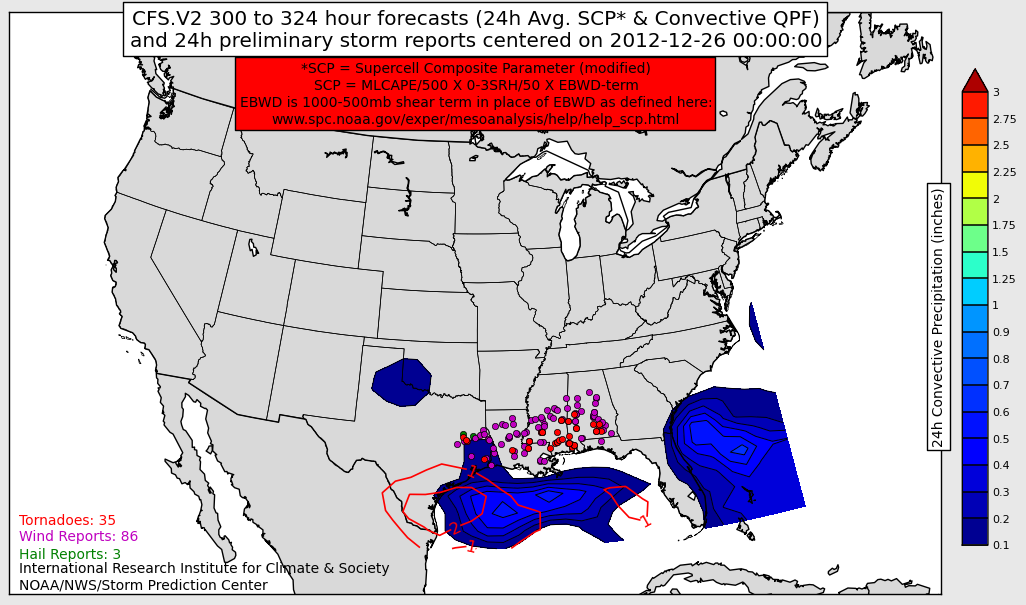 CFS.V2 300 to 324 hour forecasts (24h Avg. SCP* & Convective QPF)
and 24h preliminary storm reports centered on 2012-12-26 00:00:00
*SCP = Supercell Composite Parameter (modified)
SCP = MLCAPE/500 X 0-3SRH/50 X EBWD-term
EBWD is 1000-500mb shear term in place of EBWD as defined here:
www.spc.noaa.gov/exper/mesoanalysis/help/help_scp.html
3
2.75
2.5
2.25
2
1.75
1.5
1.25
1
0.9
0.8
0.7
0.6
0.5
0.4
0.3
0.2
0.1
24h Convective Precipitation (inches)
1
2
1
1
Tornadoes: 35
Wind Reports: 86
Hail Reports: 3
International Research Institute for Climate & Society
NOAA/NWS/Storm Prediction Center